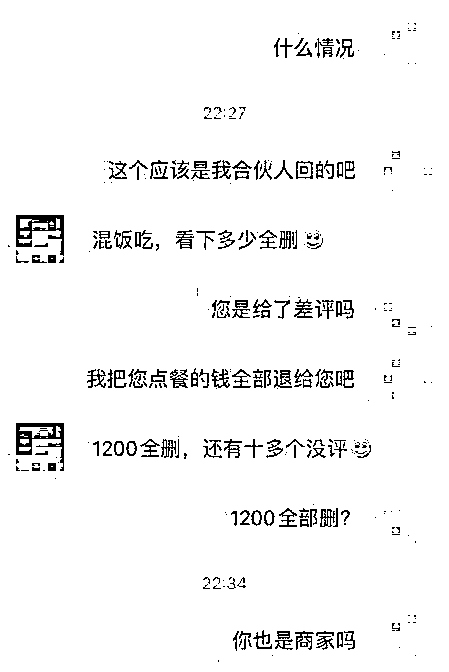 什么情况
22:27
这个应该是我合伙人回的吧
混饭吃，看下多少全删
您是给了差评吗
我把您点餐的钱全部退给您吧
1200全删，还有十多个没评
1200全部删?
22:34
你也是商家吗